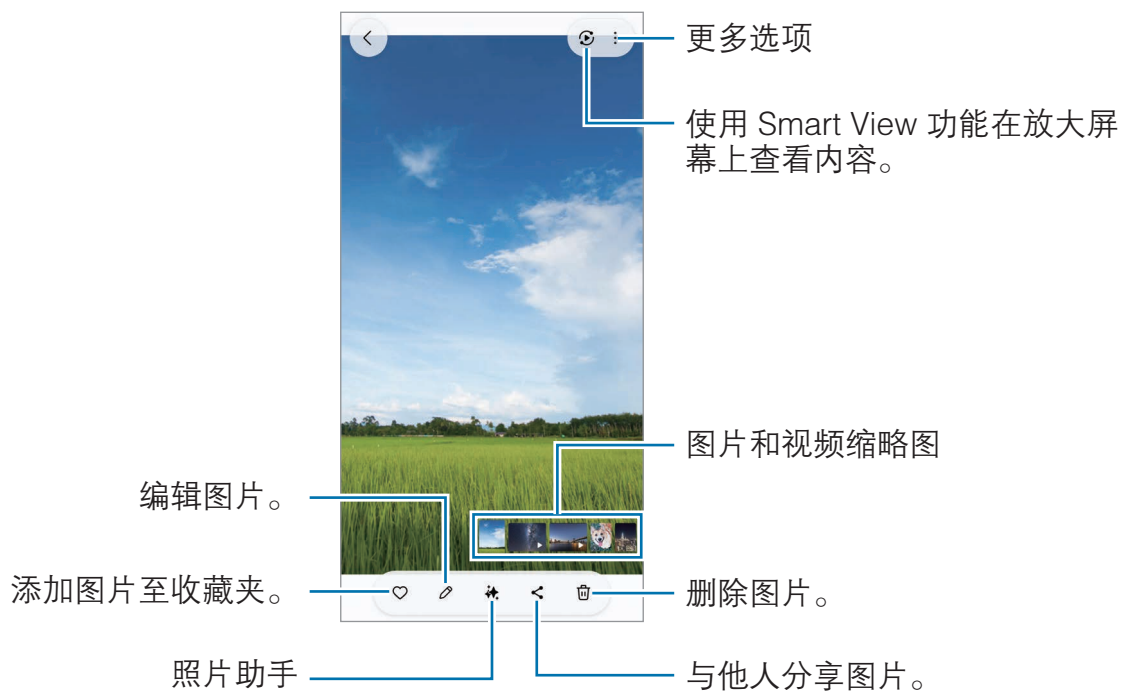 更多选项
使用 Smart View 功能在放大屏
幕上查看内容。
图片和视频缩略图
编辑图片。
添加图片至收藏夹。
删除图片。
照片助手
与他人分享图片。